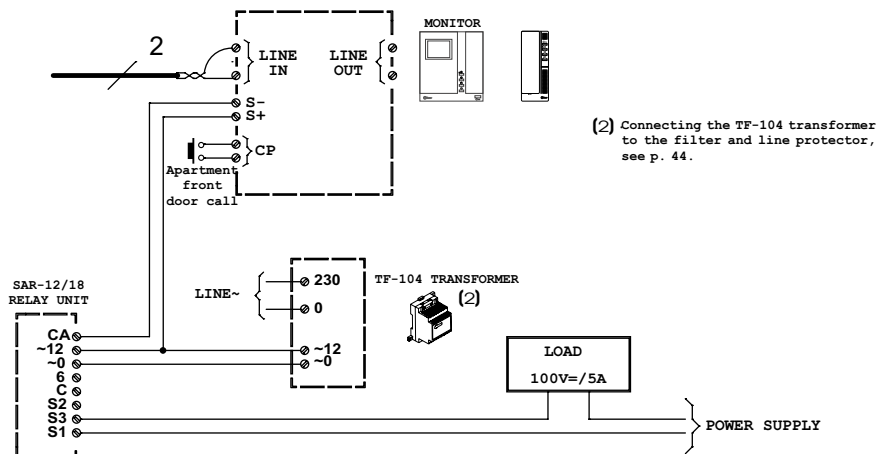 MONITOR
2
LINE
IN
LINE
OUT
S-
S+
CP
Apartment
front
door call
(2) Connecting the TF-104 transformer
to the filter and line protector,
see p. 44.
230
0
LINE~
TF-104 TRANSFORMER
(2)
~12
~0
SAR-12/18
RELAY UNIT
CA
~12
~0
6
C
S2
S3
S1
LOAD
100V=/5A
POWER SUPPLY